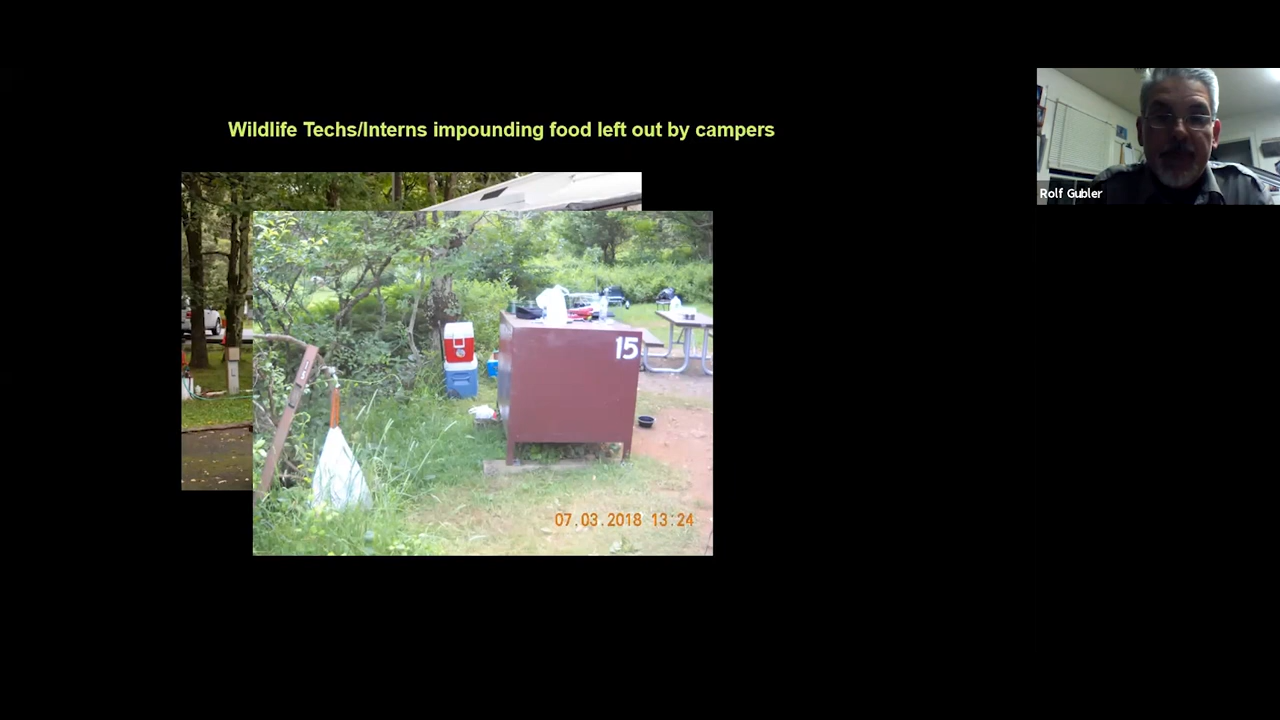 Wildlife Techs/Interns impounding food left out by campers
Rolf Gubler
15
07.03.2018 13:24